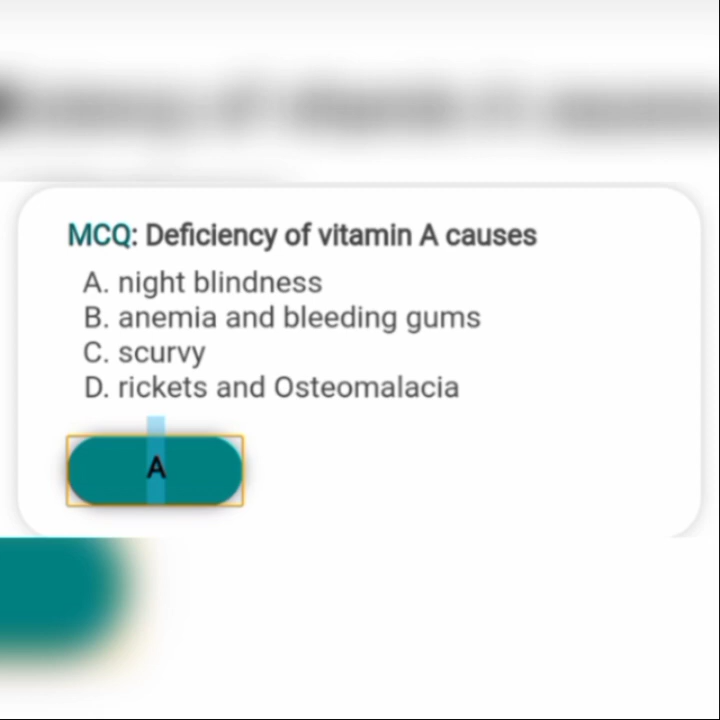 MCQ: Deficiency of vitamin A causes
A. night blindness
B. anemia and bleeding gums
C. scurvy
D. rickets and Osteomalacia
A